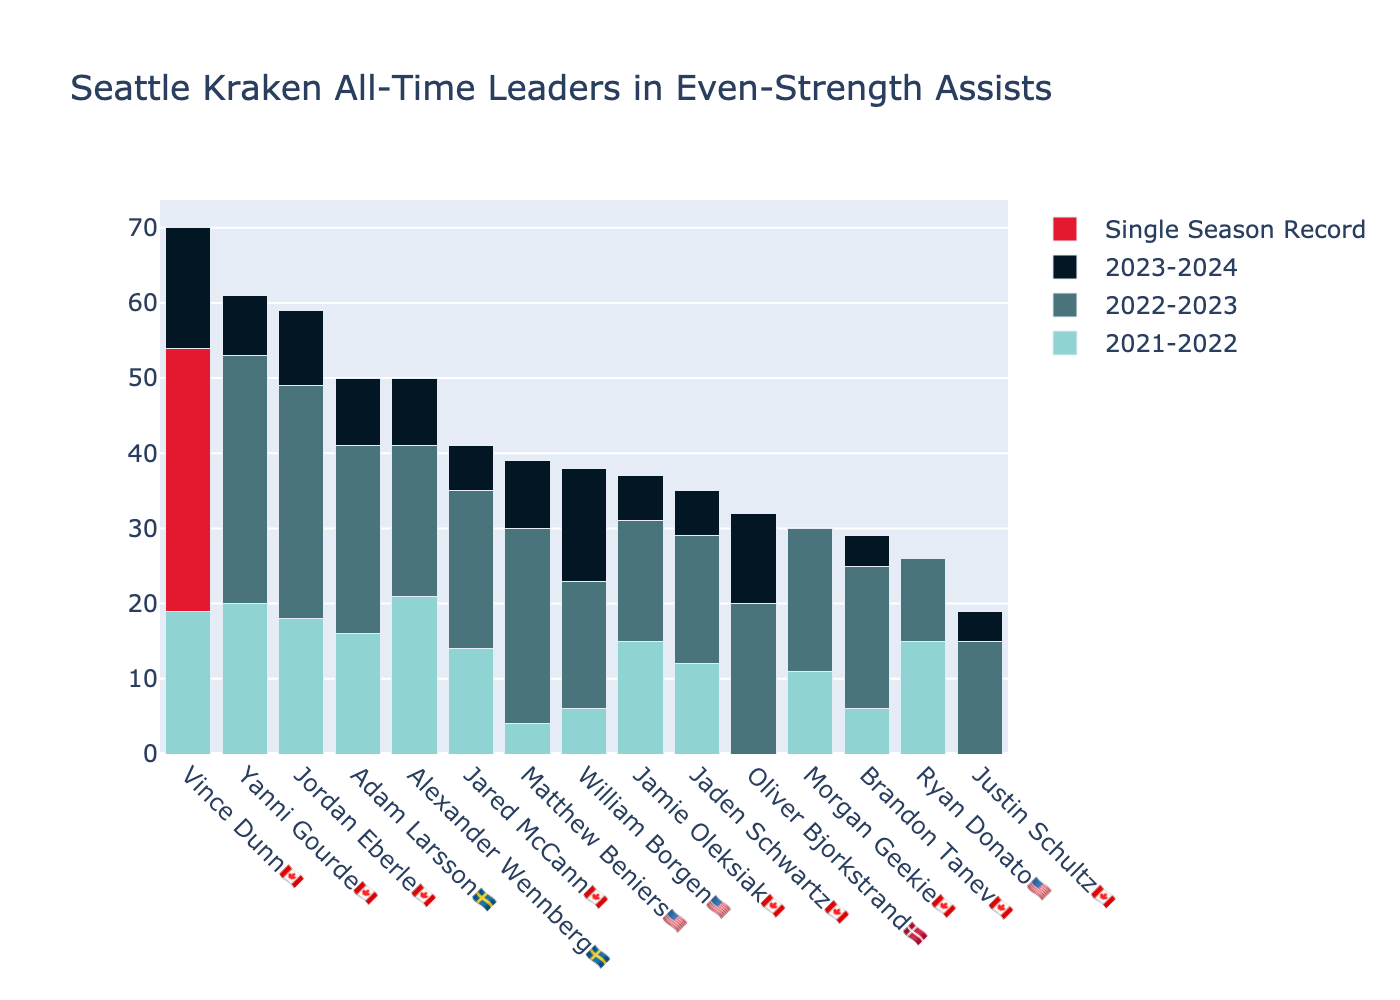 Seattle Kraken All-Time Leaders in Even-Strength Assists
Single Season Record
2023-2024
2022-2023
2021-2022
70
60
50
40
30
20
10
0
Vince Dunn🇨🇦
Yanni Gourde🇨🇦
Jordan Eberle🇨🇦
Adam Larsson🇸🇪
Alexander Wennberg🇸🇪
Jared McCann🇨🇦
Matthew Beniers🇺🇸
William Borgen🇺🇸
Jamie Oleksiak🇨🇦
Jaden Schwartz🇨🇦
Oliver Bjorkstrand🇩🇰
Morgan Geekie🇨🇦
Brandon Tanev🇨🇦
Ryan Donato🇺🇸
Justin Schultz🇨🇦